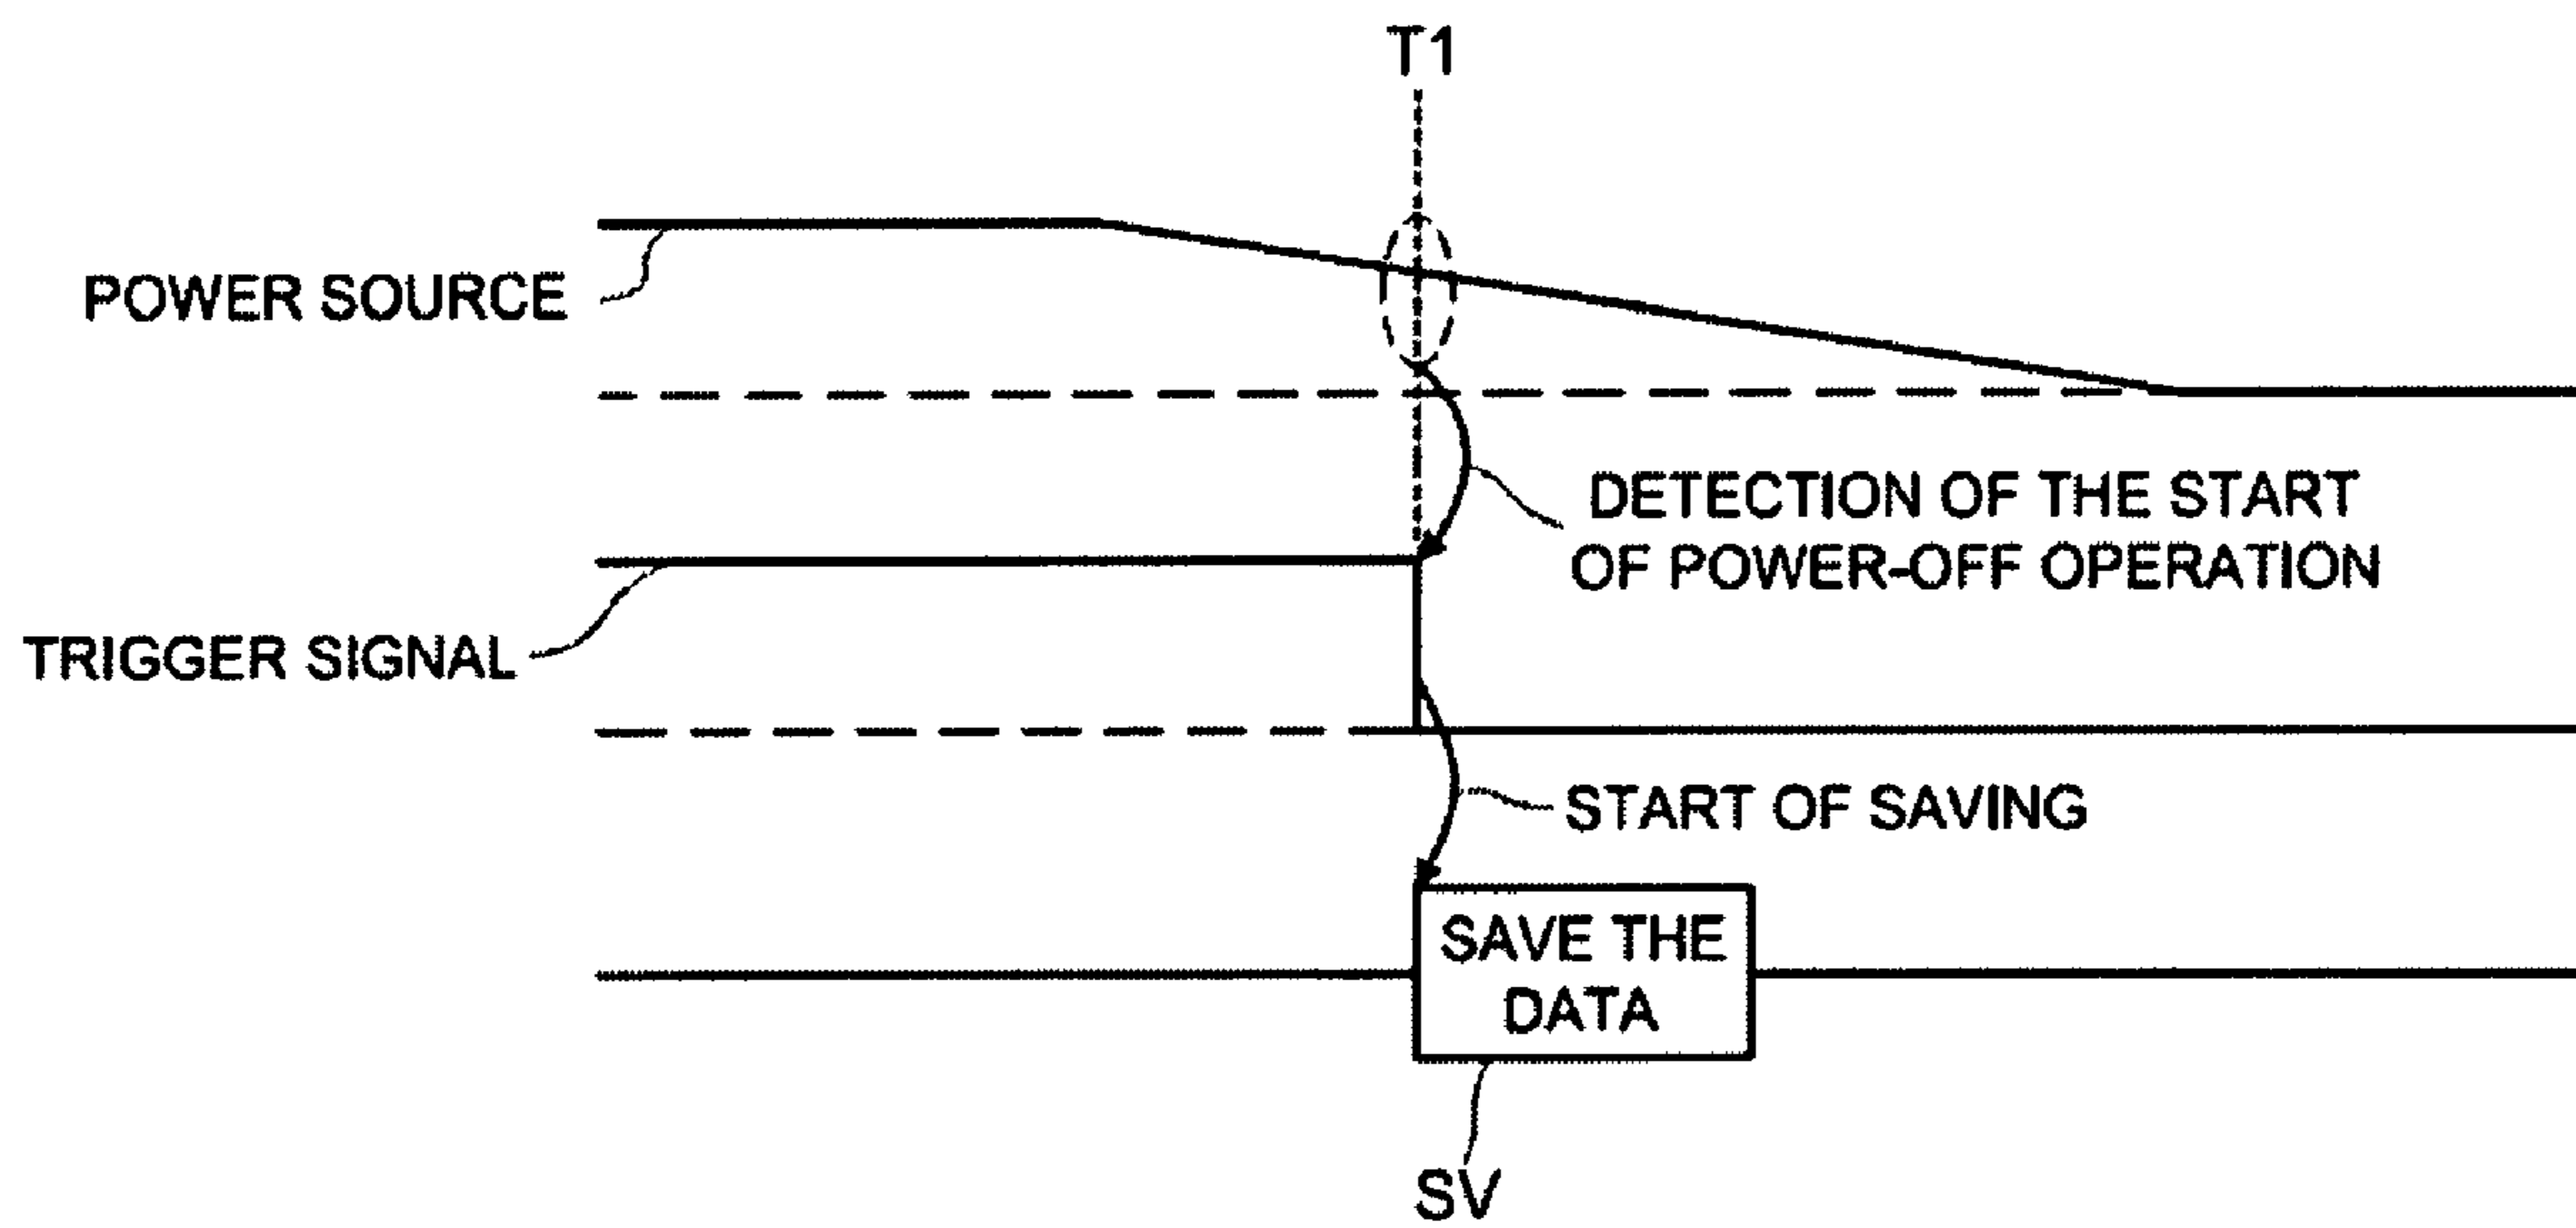 T1
POWER SOURCE
DETECTION OF THE START
OF POWER-OFF OPERATION
TRIGGER SIGNAL
START OF SAVING
SAVE THE
DATA
SV